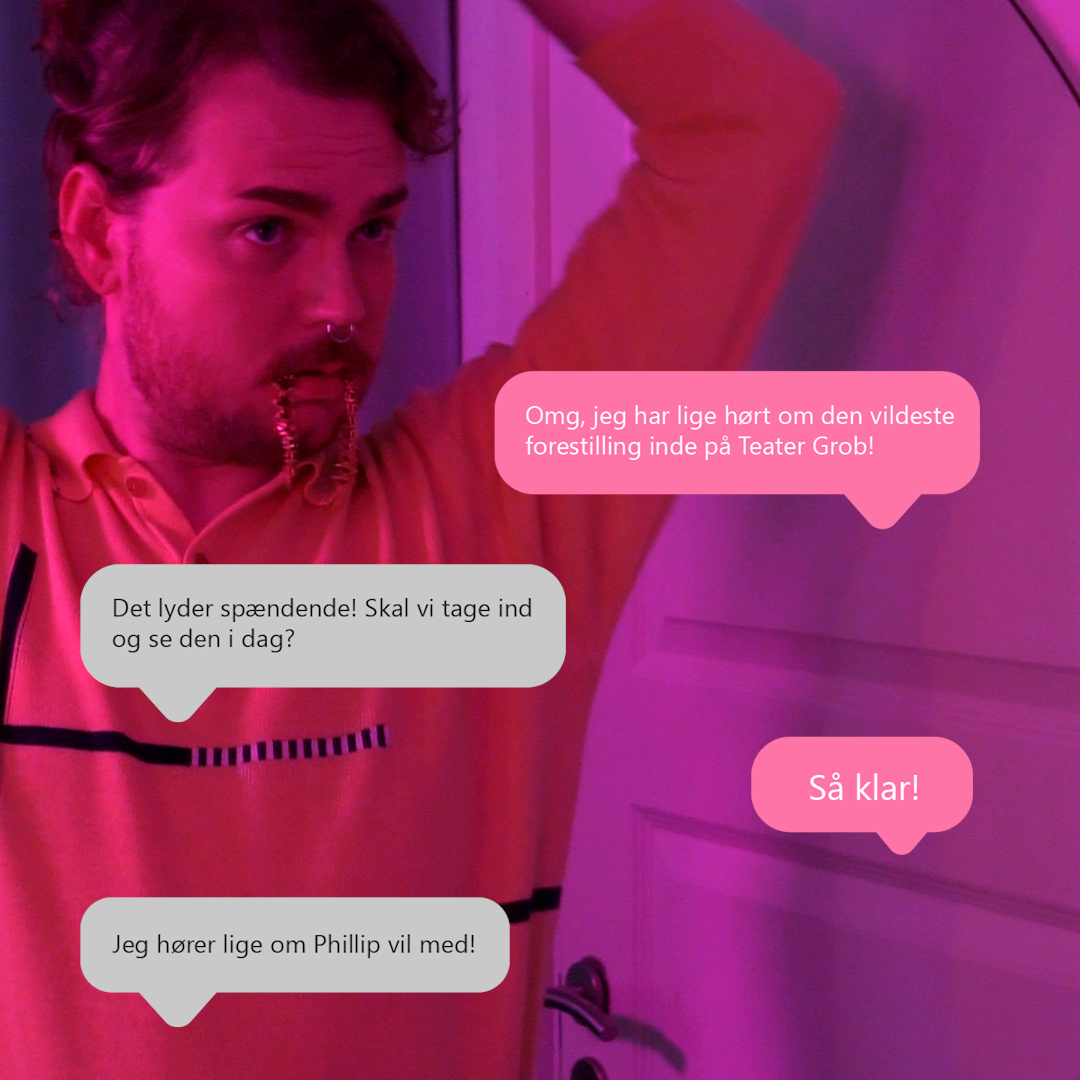 Omg, jeg har lige hørt om den vildeste
forestilling inde på Teater Grob!
Det lyder spændende! Skal vi tage ind
og se den i dag?
Så klar!
Jeg hører lige om Phillip vil med!